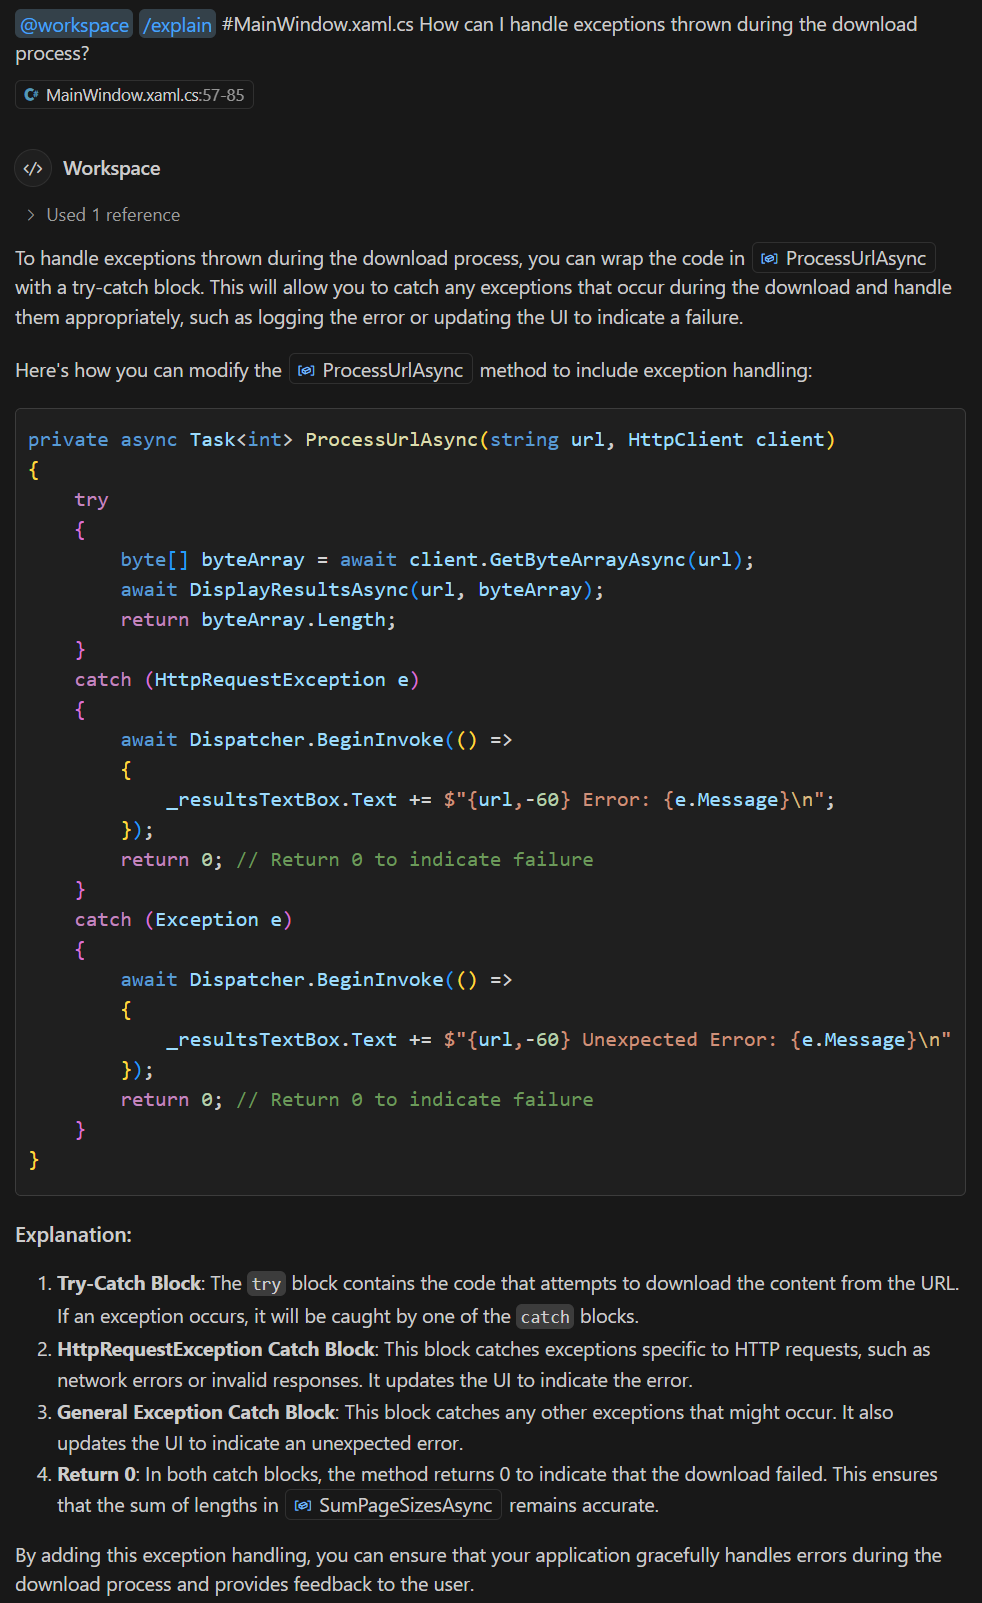 @workspace /explain #MainWindow.xaml.cs How can I handle exceptions thrown during the download
process?
C# MainWindow.xaml.cs:57-85
</> Workspace
> Used 1 reference
To handle exceptions thrown during the download process, you can wrap the code in ProcessUrlAsync
with a try-catch block. This will allow you to catch any exceptions that occur during the download and handle
them appropriately, such as logging the error or updating the UI to indicate a failure.
Here's how you can modify the ProcessUrlAsync method to include exception handling:
private async Task<int> ProcessUrlAsync(string url, HttpClient client)
{
    try
    {
        byte[] byteArray = await client.GetByteArrayAsync(url);
        await DisplayResultsAsync(url, byteArray);
        return byteArray.Length;
    }
    catch (HttpRequestException e)
    {
        await Dispatcher.BeginInvoke(() =>
        {
            _resultsTextBox.Text += $"{url,-60} Error: {e.Message}\n";
        });
        return 0; // Return 0 to indicate failure
    }
    catch (Exception e)
    {
        await Dispatcher.BeginInvoke(() =>
        {
            _resultsTextBox.Text += $"{url,-60} Unexpected Error: {e.Message}\n"
        });
        return 0; // Return 0 to indicate failure
    }
}
Explanation:
1. Try-Catch Block: The try block contains the code that attempts to download the content from the URL.
If an exception occurs, it will be caught by one of the catch blocks.
2. HttpRequestException Catch Block: This block catches exceptions specific to HTTP requests, such as
network errors or invalid responses. It updates the UI to indicate the error.
3. General Exception Catch Block: This block catches any other exceptions that might occur. It also
updates the UI to indicate an unexpected error.
4. Return 0: In both catch blocks, the method returns 0 to indicate that the download failed. This ensures
that the sum of lengths in SumPageSizesAsync remains accurate.
By adding this exception handling, you can ensure that your application gracefully handles errors during the
download process and provides feedback to the user.